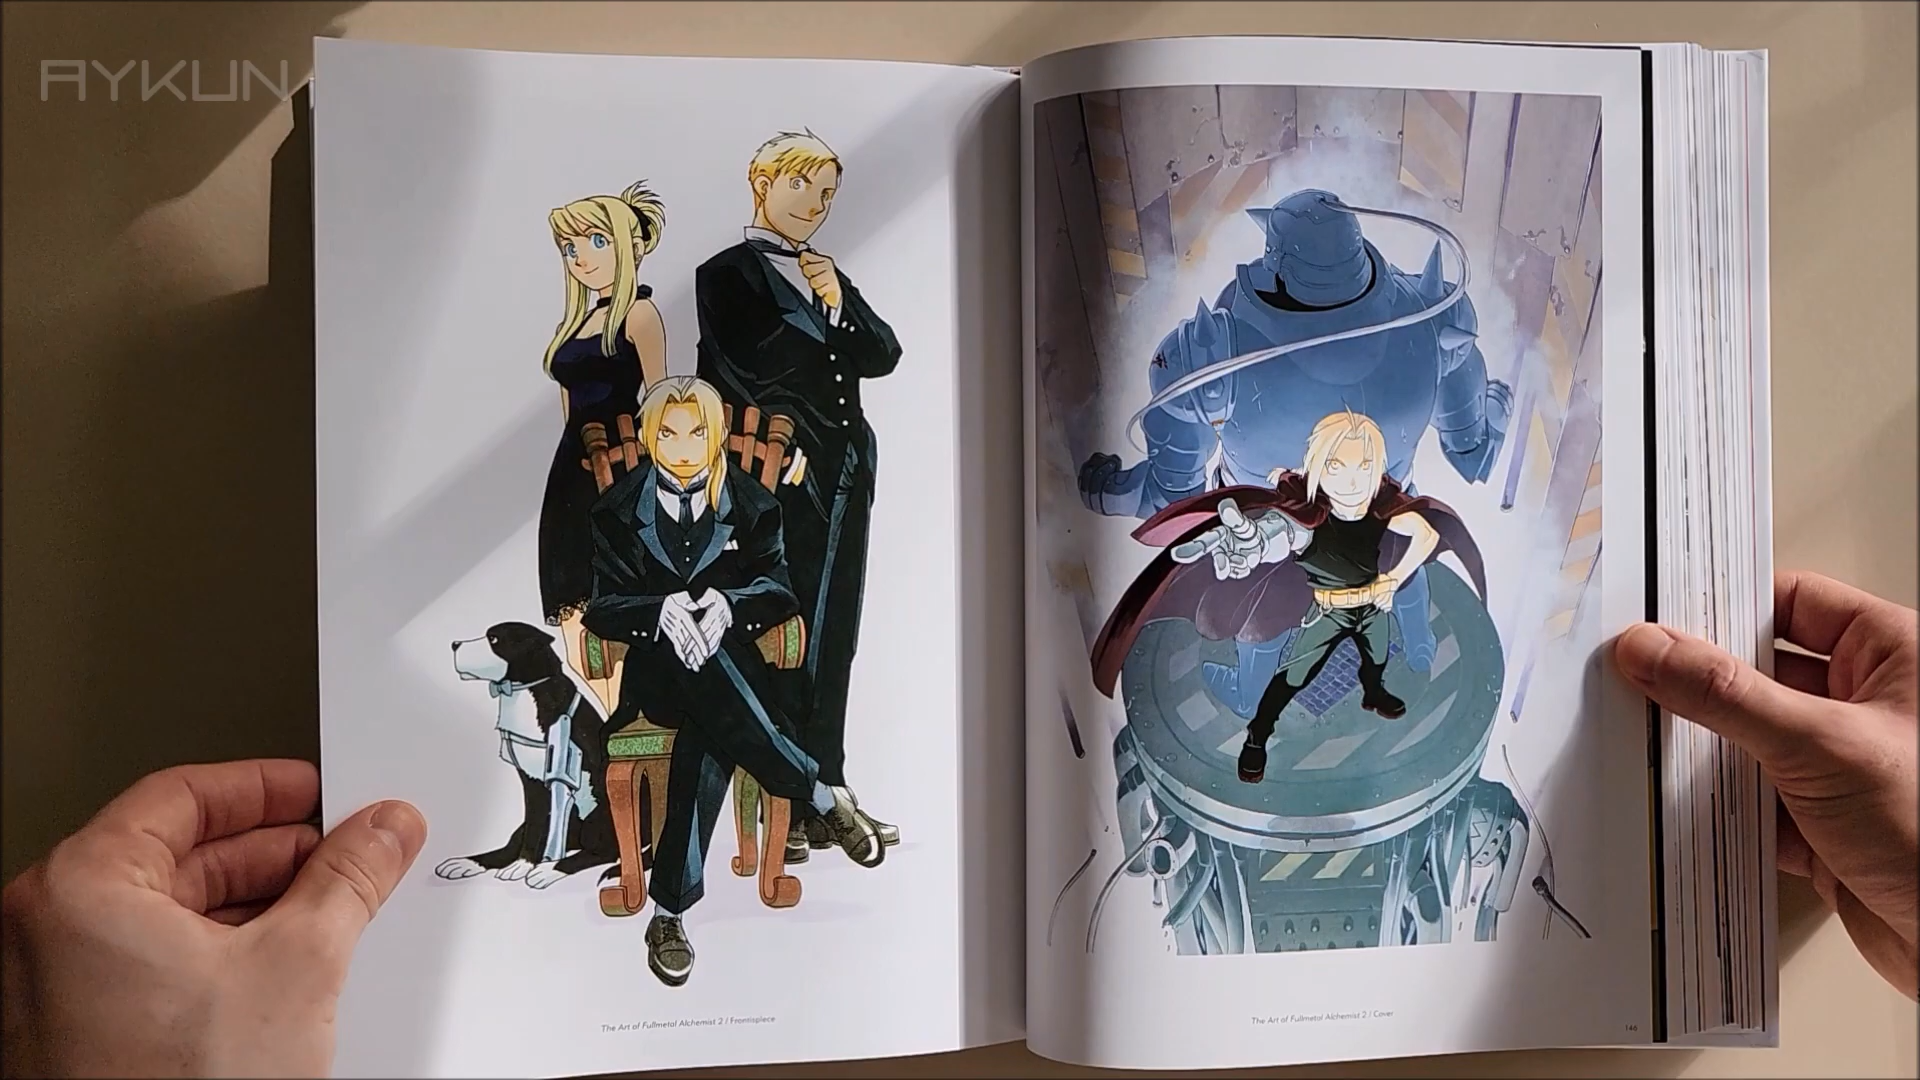 AYKUN
The Art of Fullmetal Alchemist 2 / Frontispiece
The Art of Fullmetal Alchemist 2 / Cover
146